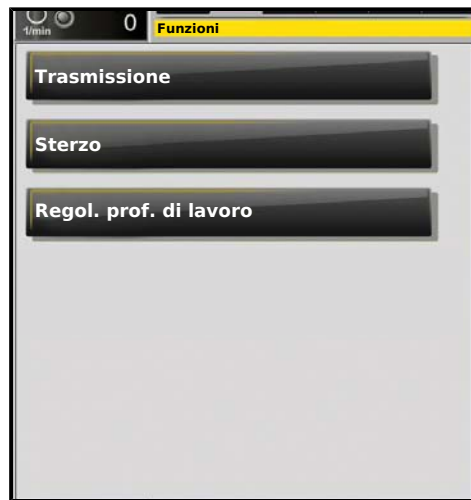 1/min
0
Funzioni
Trasmissione
Sterzo
Regol. prof. di lavoro